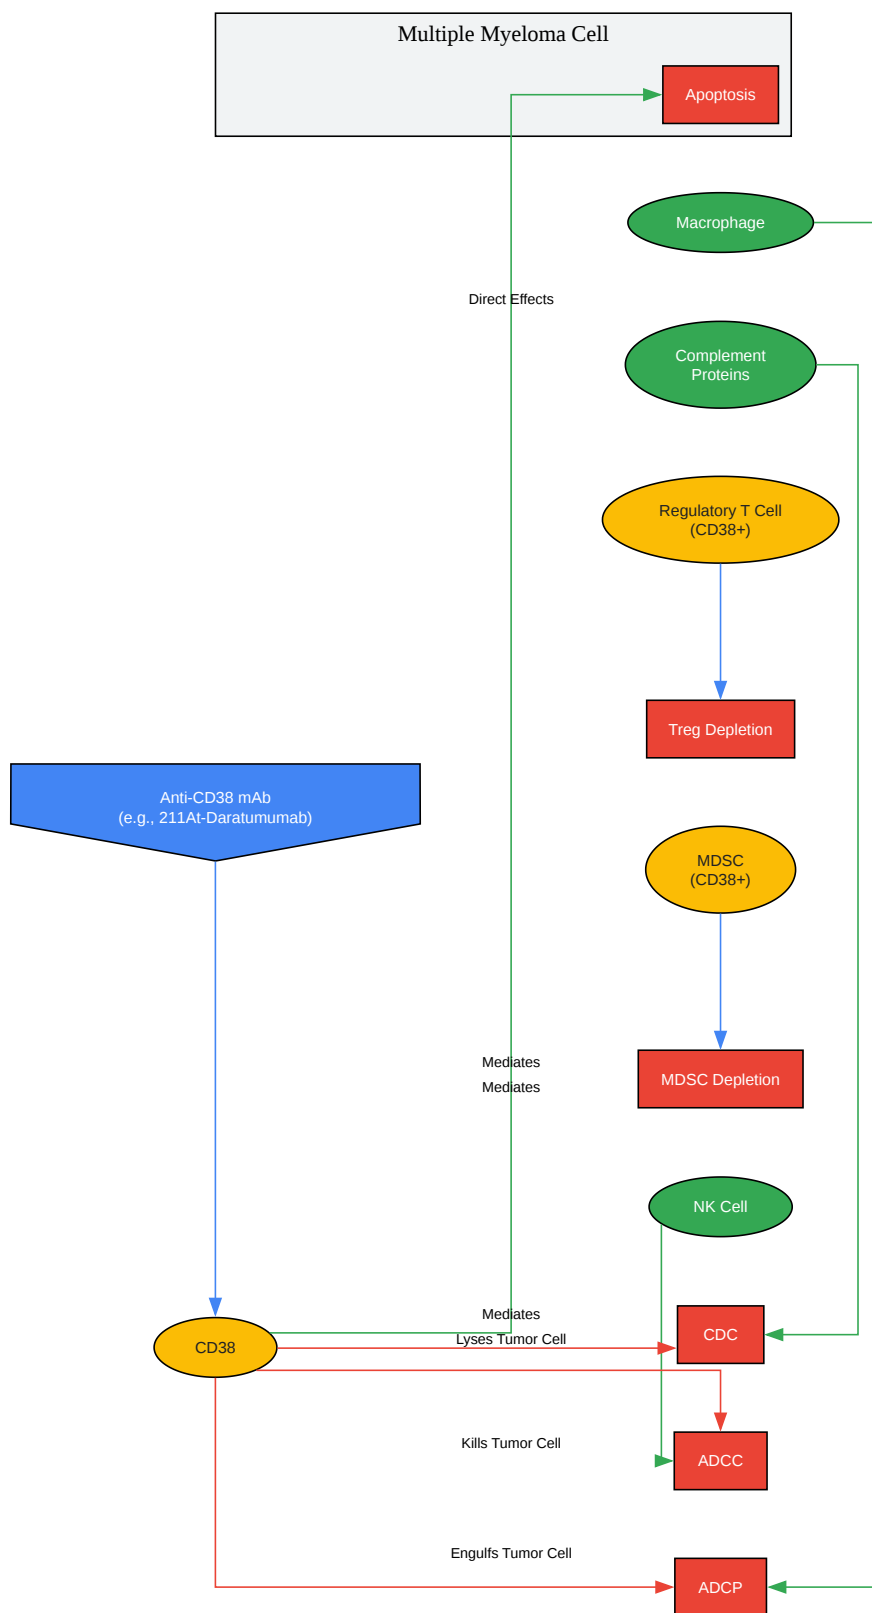 Multiple Myeloma Cell
Apoptosis
Macrophage
Direct Effects
Complement
Proteins
Regulatory T Cell
(CD38+)
Treg Depletion
Anti-CD38 mAb
(e.g., 211At-Daratumumab)
MDSC
(CD38+)
Mediates
MDSC Depletion
Mediates
NK Cell
Mediates
CDC
Lyses Tumor Cell
CD38
Kills Tumor Cell
ADCC
Engulfs Tumor Cell
ADCP